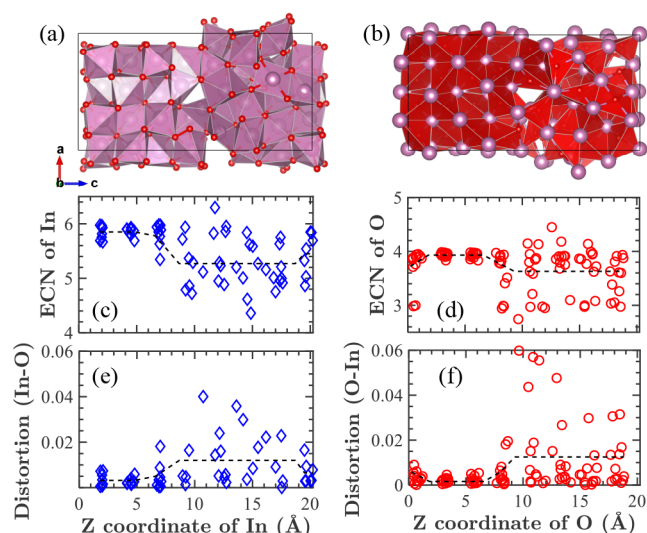 (a)
(b)
a
b
c
ECN of In
6
5
4
(c)
ECN of O
5
4
3
(d)
Distortion (In-O)
0.06
0.04
0.02
(e)
0 5 10 15 20
Z coordinate of In (Å)
Distortion (O-In)
0.06
0.04
0.02
0
(f)
0 5 10 15 20
Z coordinate of O (Å)